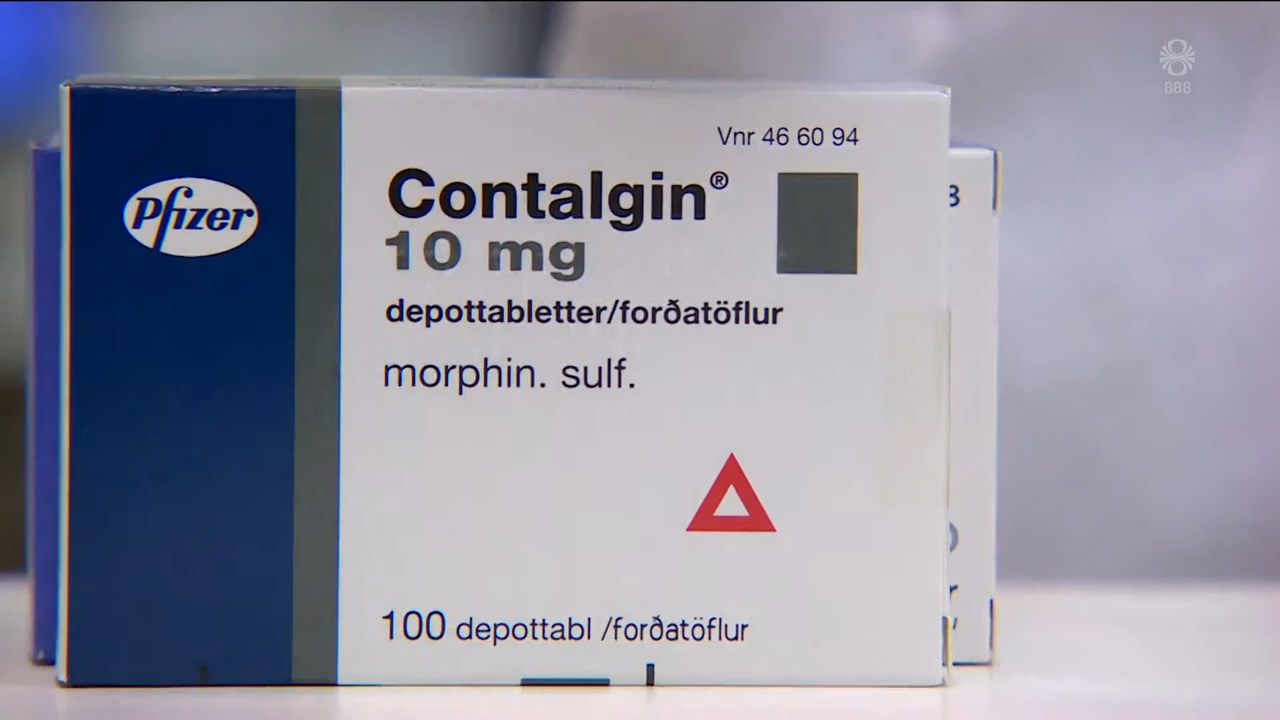 888
Vnr 46 60 94
Pfizer
Contalgin®
10 mg
depottabletter/forðatöflur
morphin. sulf.
100 depottabl /forðatöflur